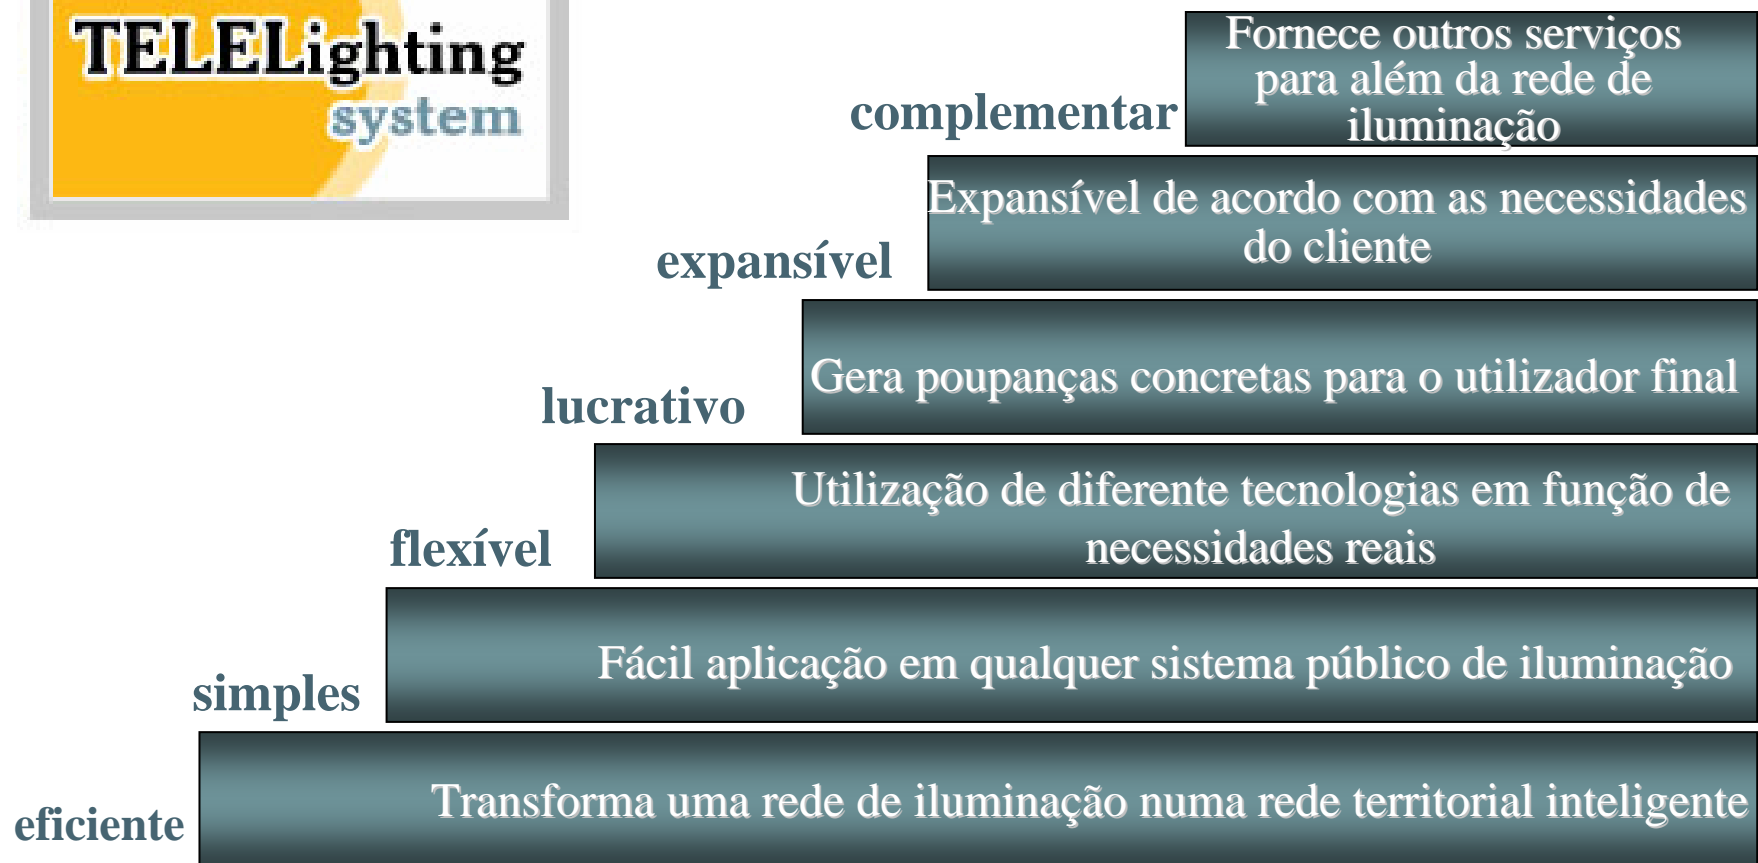 TELELighting
system
Fornece outros serviços
para além da rede de
iluminação
complementar
Expansível de acordo com as necessidades
do cliente
expansível
Gera poupanças concretas para o utilizador final
lucrativo
Utilização de diferente tecnologias em função de
necessidades reais
flexível
Fácil aplicação em qualquer sistema público de iluminação
simples
Transforma uma rede de iluminação numa rede territorial inteligente
eficiente